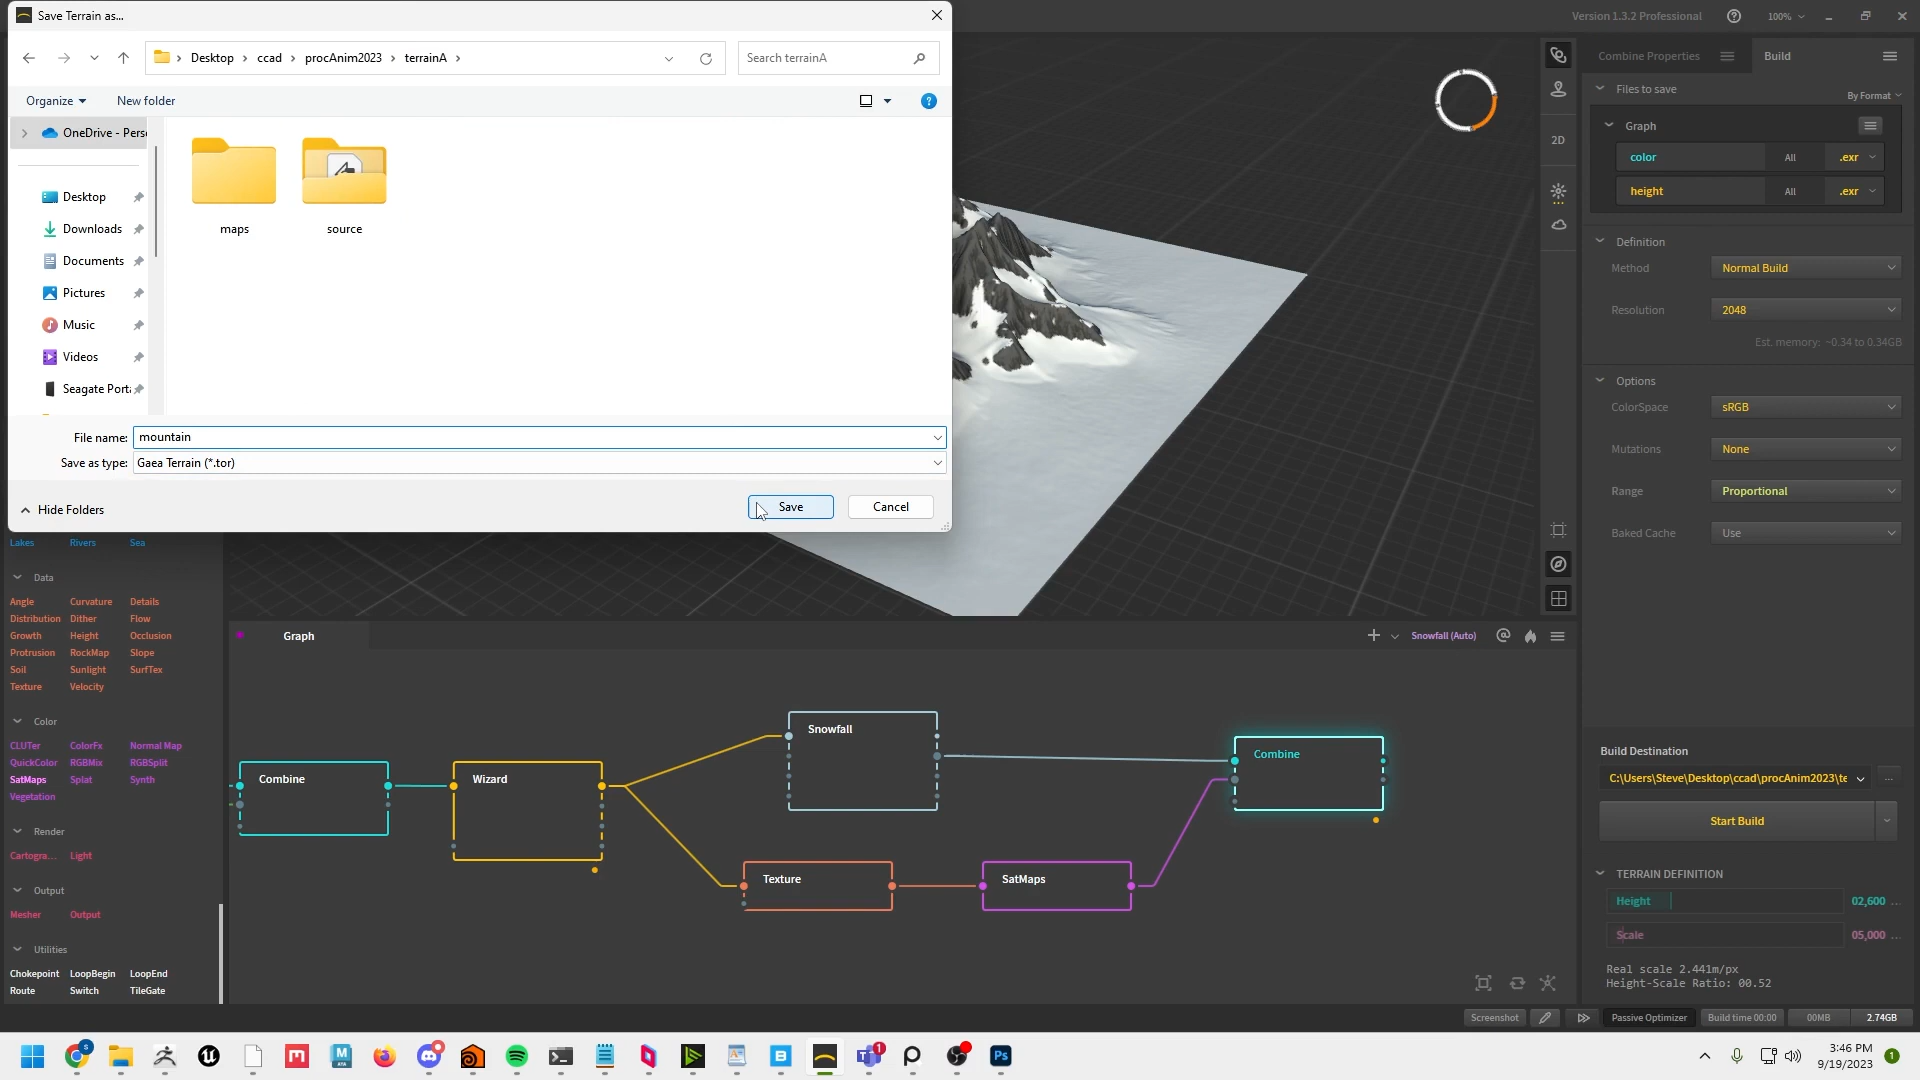 Save Terrain as...
Version 1.3.2 Professional
100%
Desktop
ccad
procAnim2023
terrainA
Search terrainA
Organize
New folder
OneDrive - Pers
Desktop
Downloads
Documents
Pictures
Music
Videos
Seagate Porta
maps
source
File name:
mountain
Save as type:
Gaea Terrain (*.tor)
Hide Folders
Save
Cancel
2D
Combine Properties
Build
Files to save
By Format
Graph
color
All
.exr
height
All
.exr
Definition
Method
Normal Build
Resolution
2048
Est. memory: ~0.34 to 0.34GB
Options
ColorSpace
sRGB
Mutations
None
Range
Proportional
Baked Cache
Use
Lakes
Rivers
Sea
Data
Angle
Curvature
Details
Distribution
Dither
Flow
Growth
Height
Occlusion
Protrusion
RockMap
Slope
Soil
Sunlight
SurfTex
Texture
Velocity
Color
CLUTer
ColorFx
Normal Map
QuickColor
RGBMix
RGBSplit
SatMaps
Splat
Synth
Vegetation
Render
Cartogra...
Light
Output
Mesher
Output
Utilities
Chokepoint
LoopBegin
LoopEnd
Route
Switch
TileGate
Graph
Snowfall (Auto)
Combine
Wizard
Snowfall
Texture
SatMaps
Combine
Build Destination
C:\Users\Steve\Desktop\ccad\procAnim2023\te
...
Start Build
TERRAIN DEFINITION
Height
02,600 ...
Scale
05,000 ...
Real scale 2.441m/px
Height-Scale Ratio: 00.52
Screenshot
Passive Optimizer
Build time 00:00
00MB
2.74GB
3:46 PM
9/19/2023
1